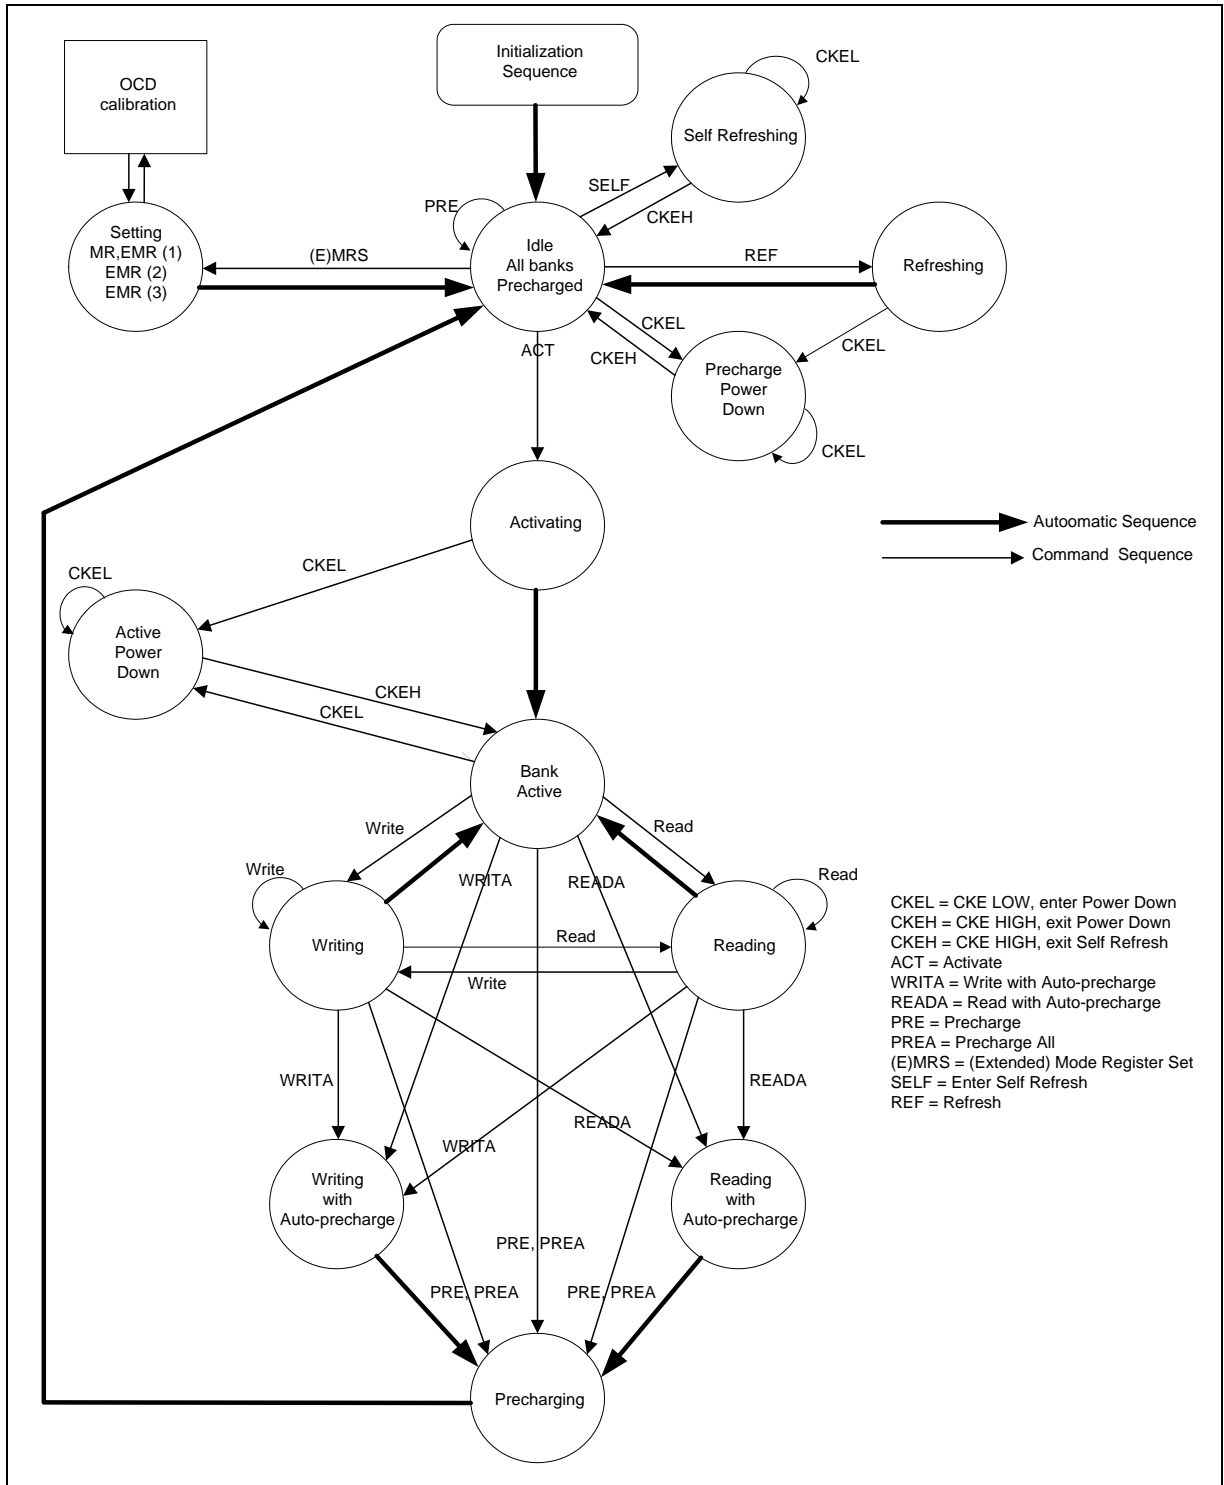 OCD
calibration
Initialization
Sequence
CKEL
Self Refreshing
SELF
CKEH
PRE
Setting
MR,EMR (1)
EMR (2)
EMR (3)
(E)MRS
Idle
All banks
Precharged
REF
Refreshing
CKEL
CKEH
CKEL
ACT
Precharge
Power
Down
CKEL
Activating
Autoomatic Sequence
Command Sequence
CKEL
CKEL
Active
Power
Down
CKEH
CKEL
Bank
Active
Write
Read
Write
WRITA
READA
Read
Writing
Read
Reading
Write
CKEL = CKE LOW, enter Power Down
CKEH = CKE HIGH, exit Power Down
CKEH = CKE HIGH, exit Self Refresh
ACT = Activate
WRITA = Write with Auto-precharge
READA = Read with Auto-precharge
PRE = Precharge
PREA = Precharge All
(E)MRS = (Extended) Mode Register Set
SELF = Enter Self Refresh
REF = Refresh
WRITA
READA
READA
WRITA
Writing
with
Auto-precharge
Reading
with
Auto-precharge
PRE, PREA
PRE, PREA
PRE, PREA
Precharging